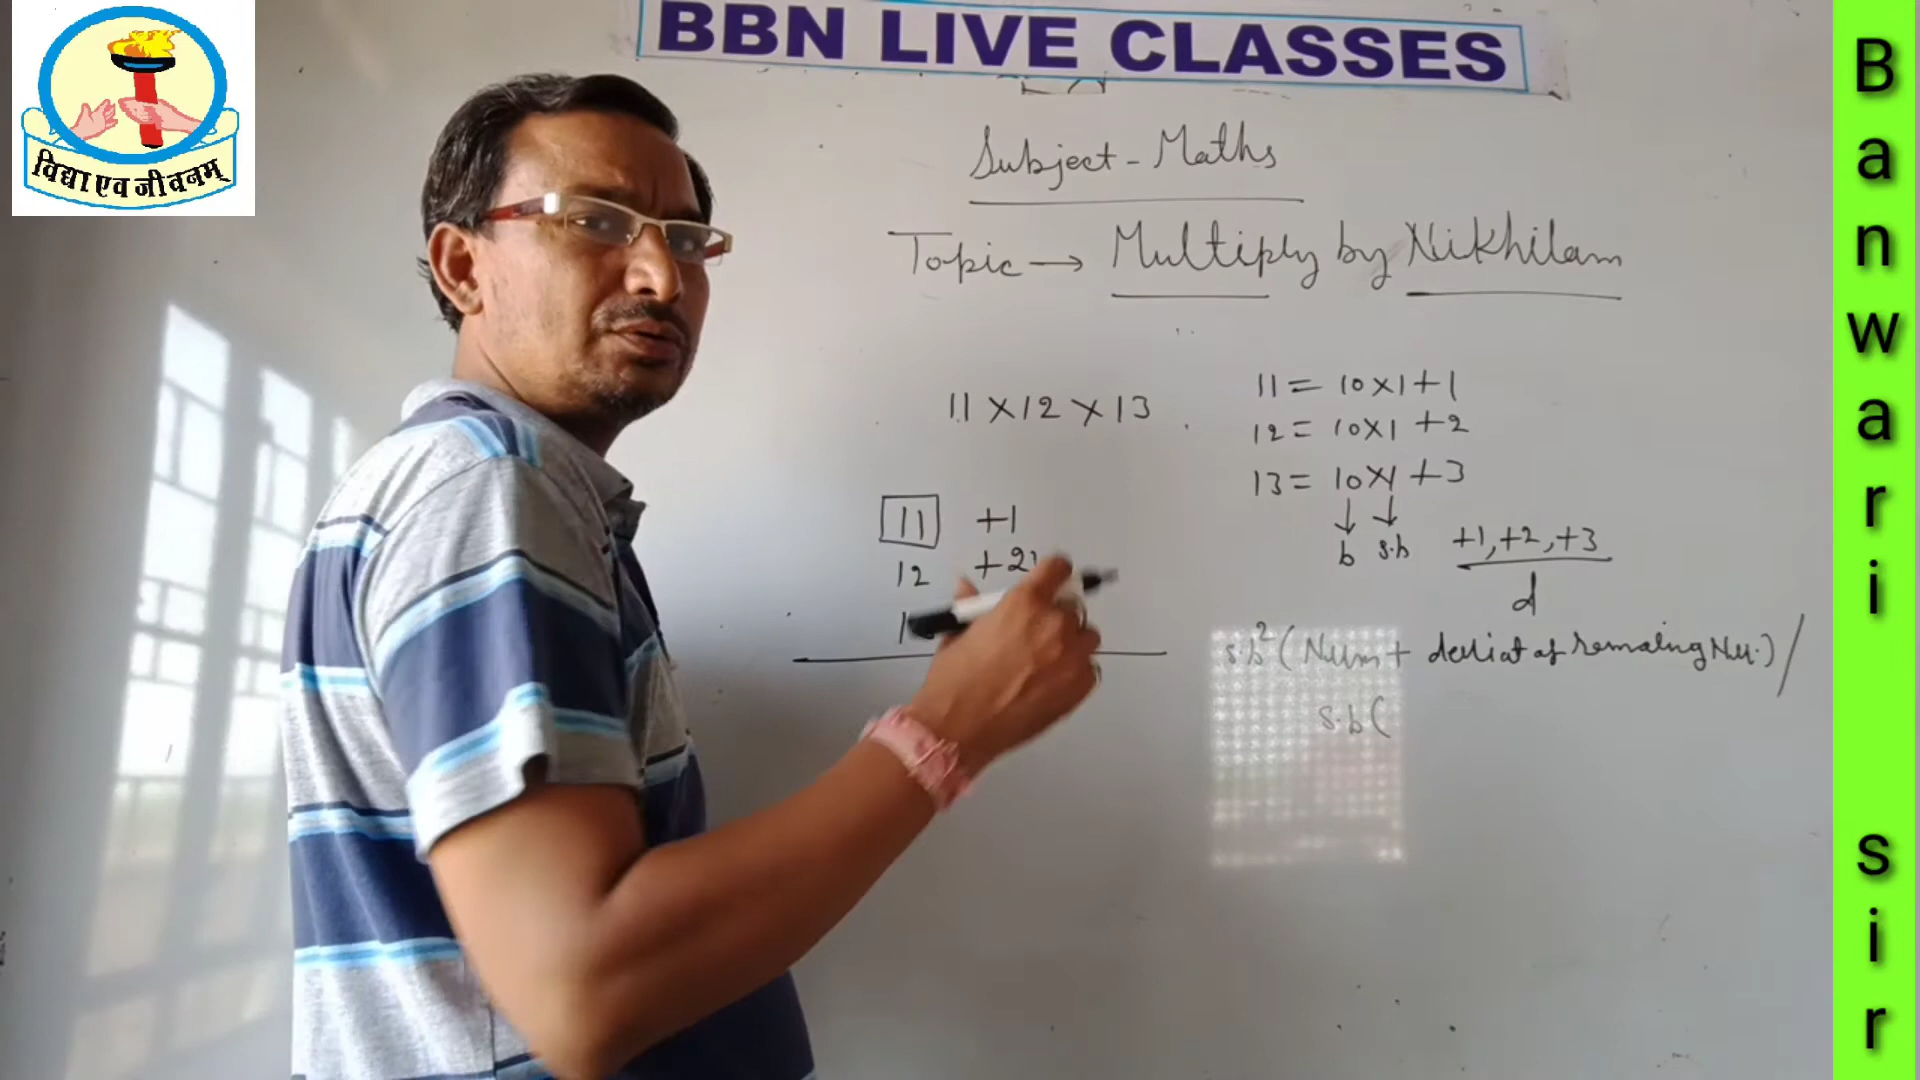 BBN LIVE CLASSES
विद्या एव जीवनम्
Subject - Maths
Topic → Multiply by Nikhilam
11 × 12 × 13
11 = 10×1+1
12 = 10×1+2
13 = 10×1+3
b s.b
+1, +2, +3
d
11 +1
12 +2
s.b² ( Num + deviat of remaing Nu. ) /
s.b (
Banwari sir